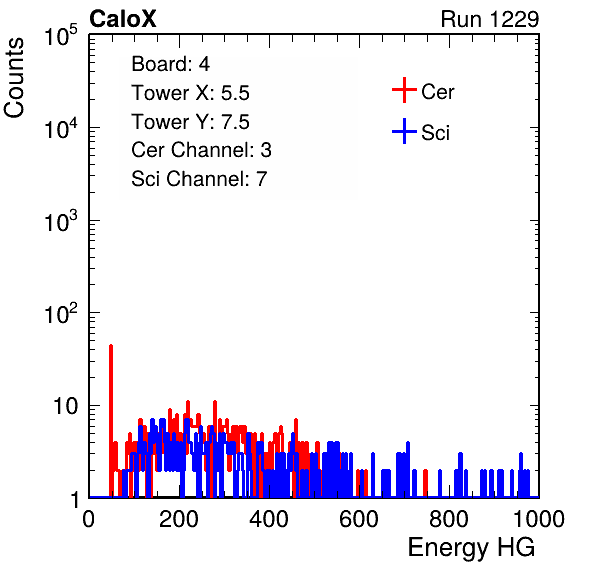 CaloX Run 1229
Counts
Board: 4
Tower X: 5.5
Tower Y: 7.5
Cer Channel: 3
Sci Channel: 7
Cer
Sci
10^5
10^4
10^3
10^2
10
1
0 200 400 600 800 1000
Energy HG